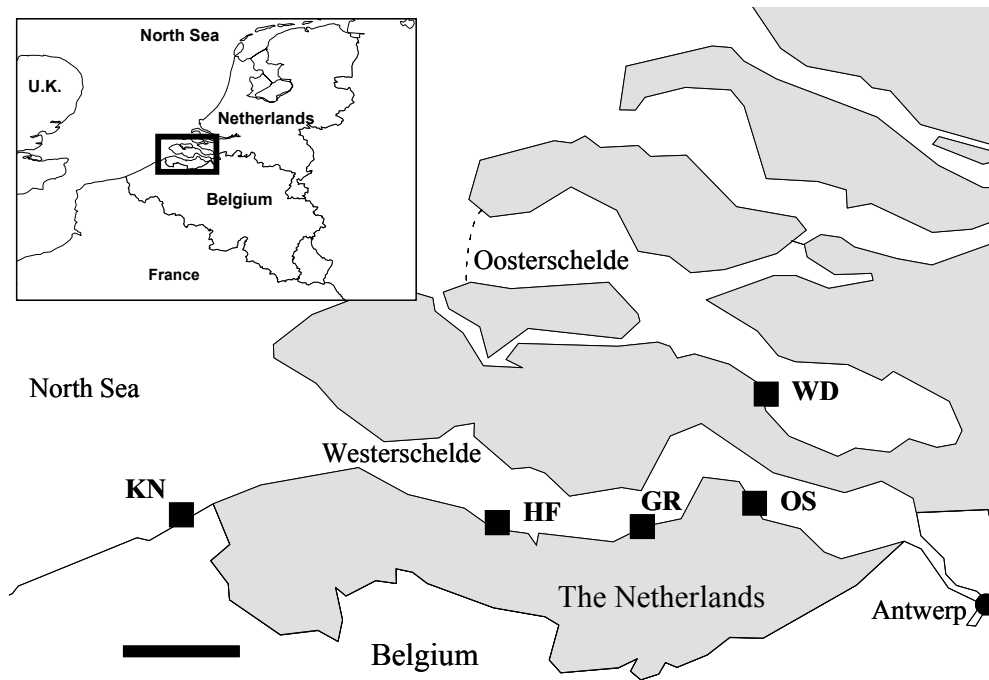 North Sea
U.K.
Netherlands
Belgium
France
Oosterschelde
North Sea
WD
Westerschelde
KN
HF
GR
OS
The Netherlands
Antwerp
Belgium